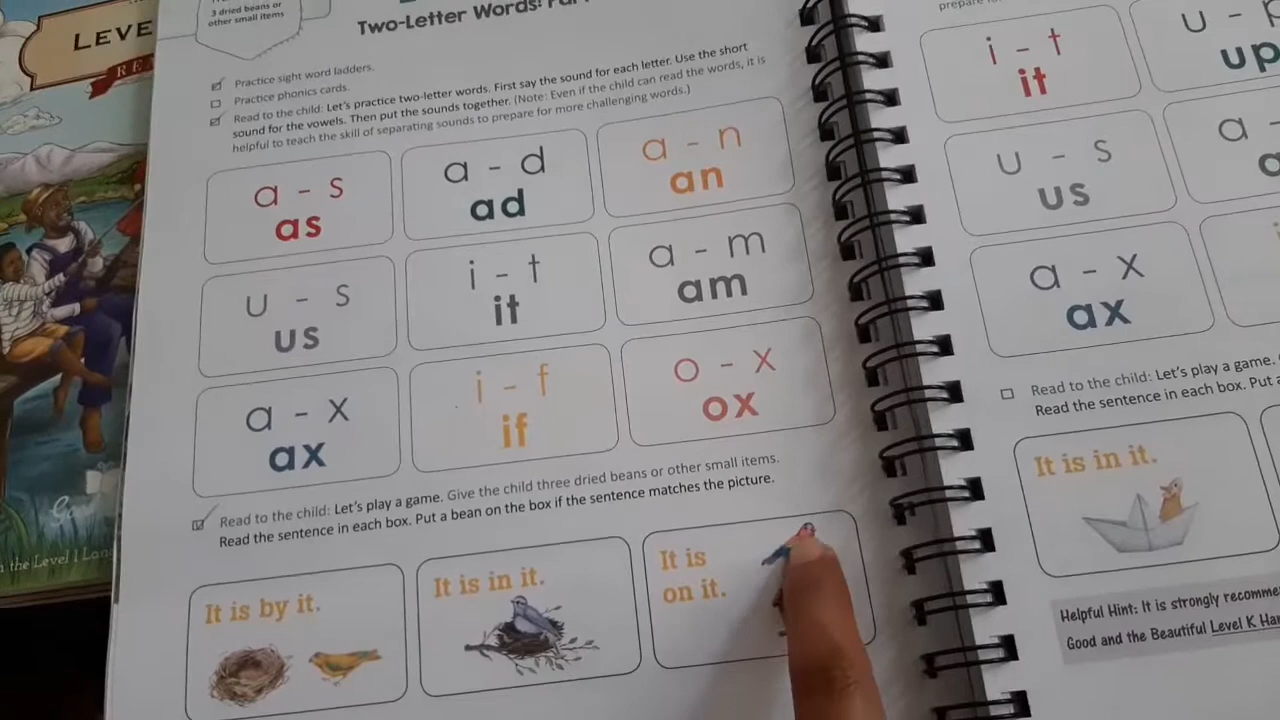 LEVE
REA
3 dried beans or
other small items
Two-Letter Words:
Practice sight word ladders.
Practice phonics cards.
Read to the child: Let's practice two-letter words. First say the sound for each letter. Use the short
sound for the vowels. Then put the sounds together. (Note: Even if the child can read the words, it is
helpful to teach the skill of separating sounds to prepare for more challenging words.)
a - s
as
a - d
ad
a - n
an
u - s
us
i - t
it
a - m
am
a - x
ax
i - f
if
o - x
ox
Read to the child: Let's play a game. Give the child three dried beans or other small items.
Read the sentence in each box. Put a bean on the box if the sentence matches the picture.
It is by it.
It is in it.
It is
on it.
the Level 1 Lan
prepare
i - t
it
u - p
up
u - s
us
a -
a
a - x
ax
Read to the child: Let's play a game.
Read the sentence in each box. Put a
It is in it.
Helpful Hint: It is strongly recomme
Good and the Beautiful Level K Han